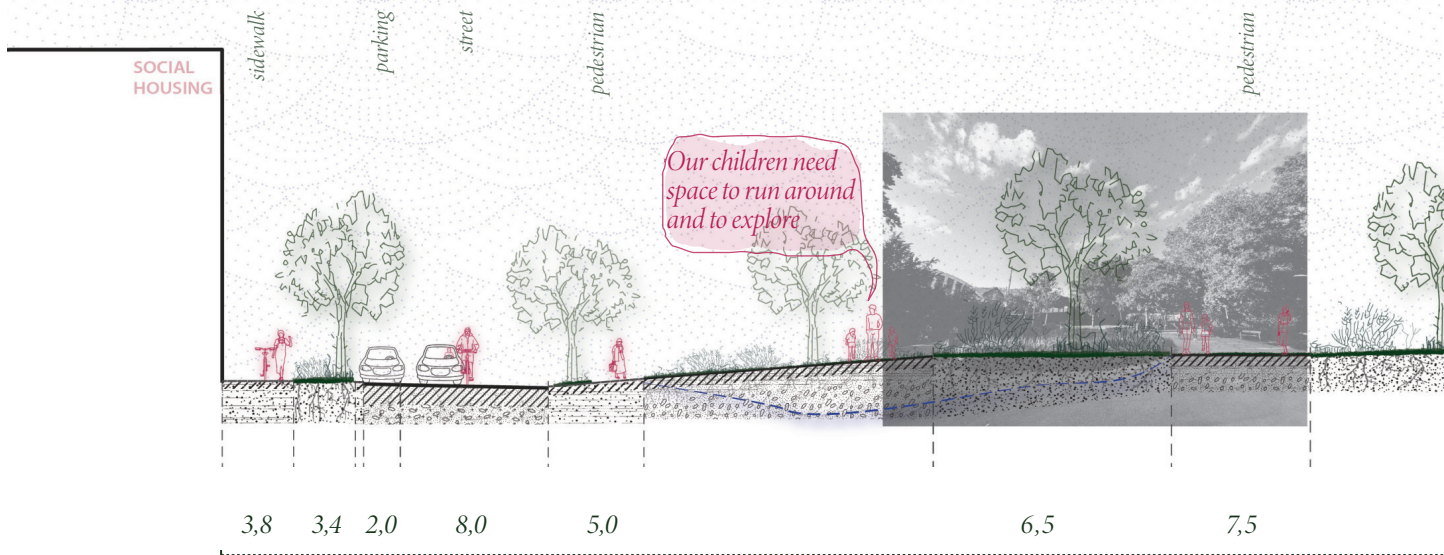 sidewalk
parking
street
pedestrian
pedestrian
SOCIAL
HOUSING
Our children need
space to run around
and to explore
3,8
3,4
2,0
8,0
5,0
6,5
7,5